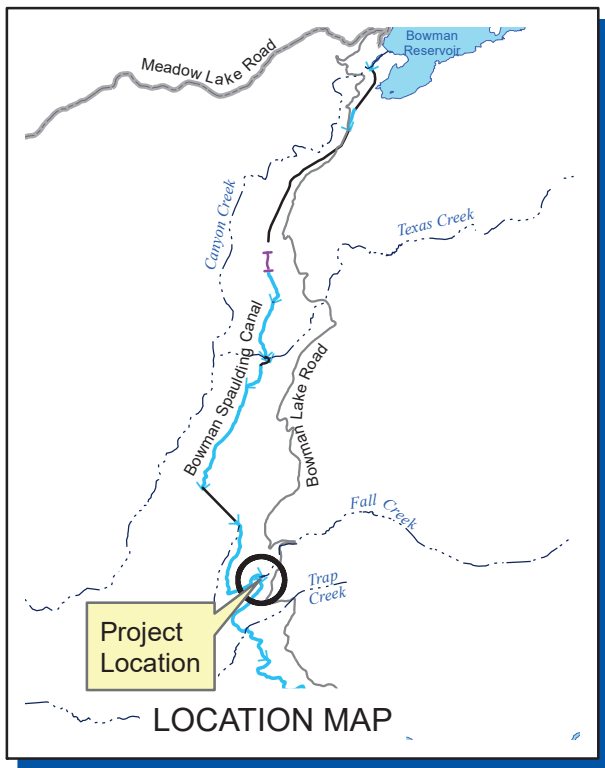 Bowman
Reservoir
Meadow Lake Road
Canyon Creek
Texas Creek
Bowman Spaulding Canal
Bowman Lake Road
Fall Creek
Trap
Creek
Project
Location
LOCATION MAP